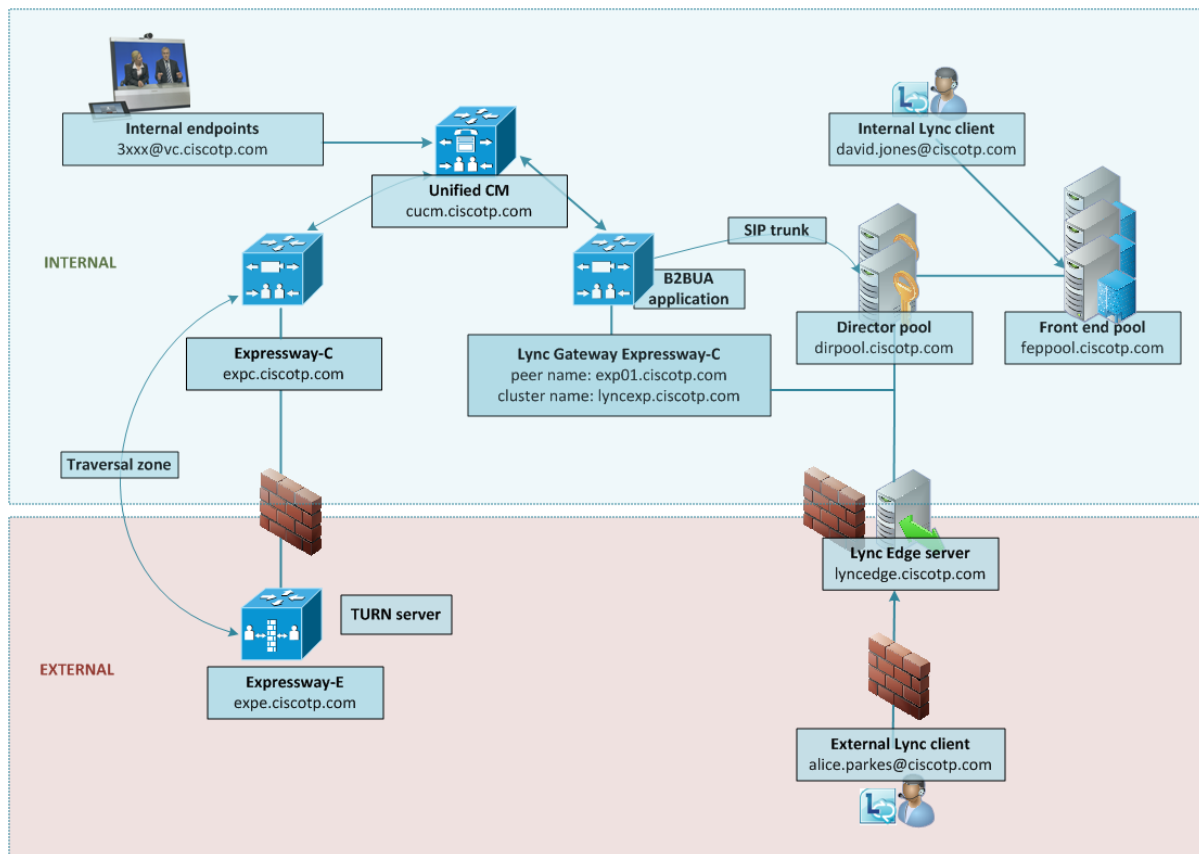 Internal endpoints
3xxx@vc.ciscotp.com
Internal Lync client
david.jones@ciscotp.com
Unified CM
cucm.ciscotp.com
SIP trunk
INTERNAL
B2BUA
application
Director pool
dirpool.ciscotp.com
Front end pool
feppool.ciscotp.com
Expressway-C
expc.ciscotp.com
Lync Gateway Expressway-C
peer name: exp01.ciscotp.com
cluster name: lyncexp.ciscotp.com
Traversal zone
Lync Edge server
lyncedge.ciscotp.com
TURN server
EXTERNAL
Expressway-E
expe.ciscotp.com
External Lync client
alice.parkes@ciscotp.com